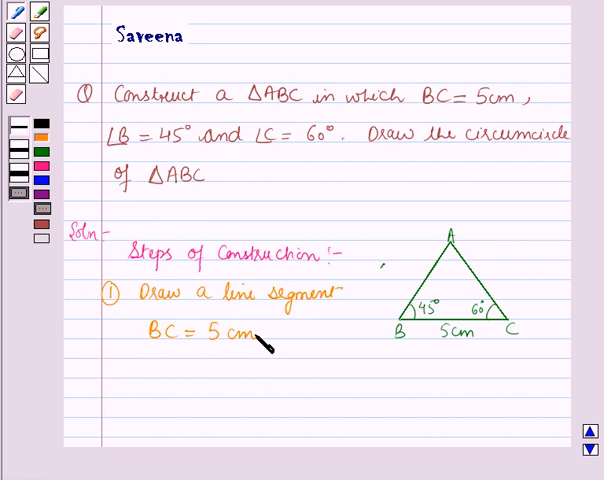 Saveena
Q Construct a ΔABC in which BC = 5cm,
∠B = 45° and ∠C = 60°. Draw the circumcircle
of ΔABC
Soln-
Steps of Construction :-
① Draw a line segment
BC = 5 cm
A
45° 60°
B 5cm C